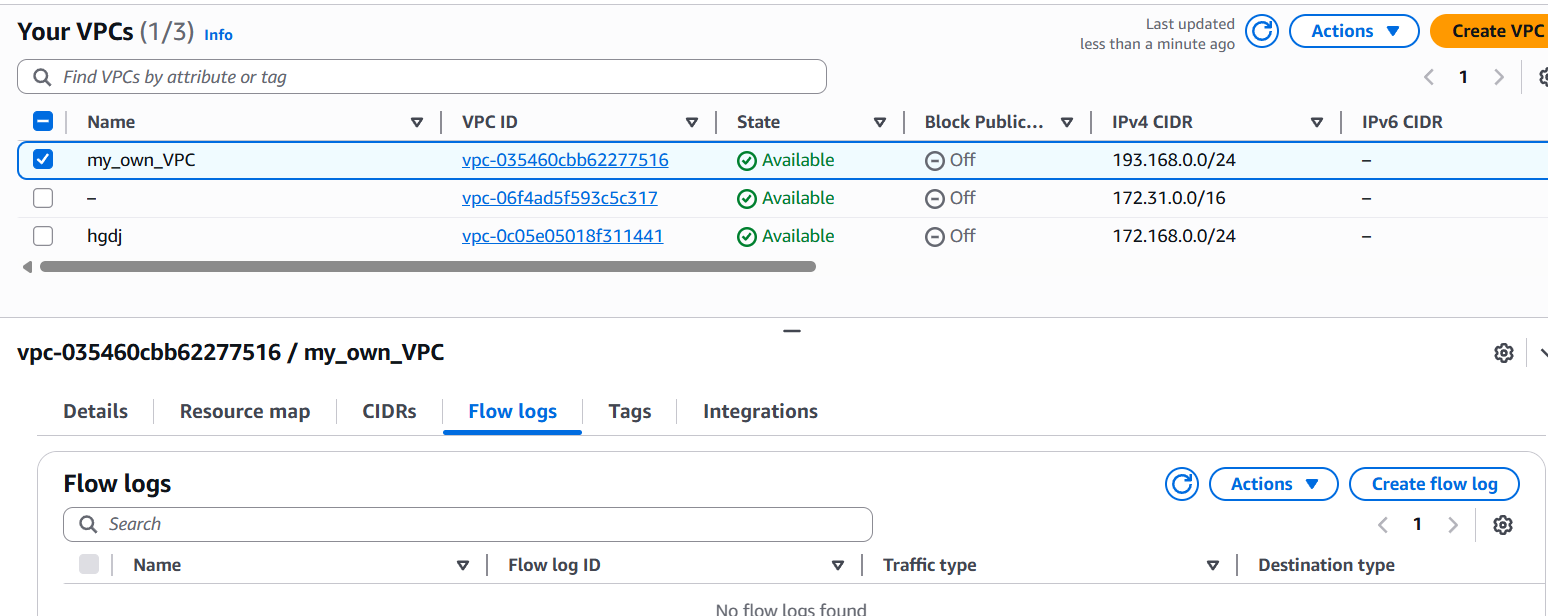 Your VPCs (1/3) Info
Last updated
less than a minute ago
Actions
Create VPC
Find VPCs by attribute or tag
1
Name VPC ID State Block Public... IPv4 CIDR IPv6 CIDR
my_own_VPC vpc-035460cbb62277516 Available Off 193.168.0.0/24 –
– vpc-06f4ad5f593c5c317 Available Off 172.31.0.0/16 –
hgdj vpc-0c05e05018f311441 Available Off 172.168.0.0/24 –
vpc-035460cbb62277516 / my_own_VPC
Details Resource map CIDRs Flow logs Tags Integrations
Flow logs
Actions
Create flow log
Search
1
Name Flow log ID Traffic type Destination type
No flow logs found